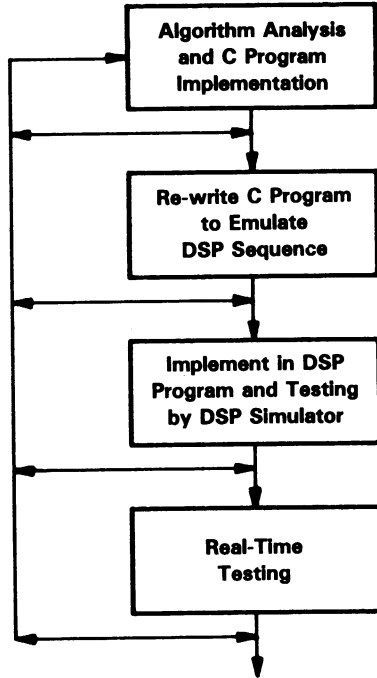 Algorithm Analysis
and C Program
Implementation
Re-write C Program
to Emulate
DSP Sequence
Implement in DSP
Program and Testing
by DSP Simulator
Real-Time
Testing